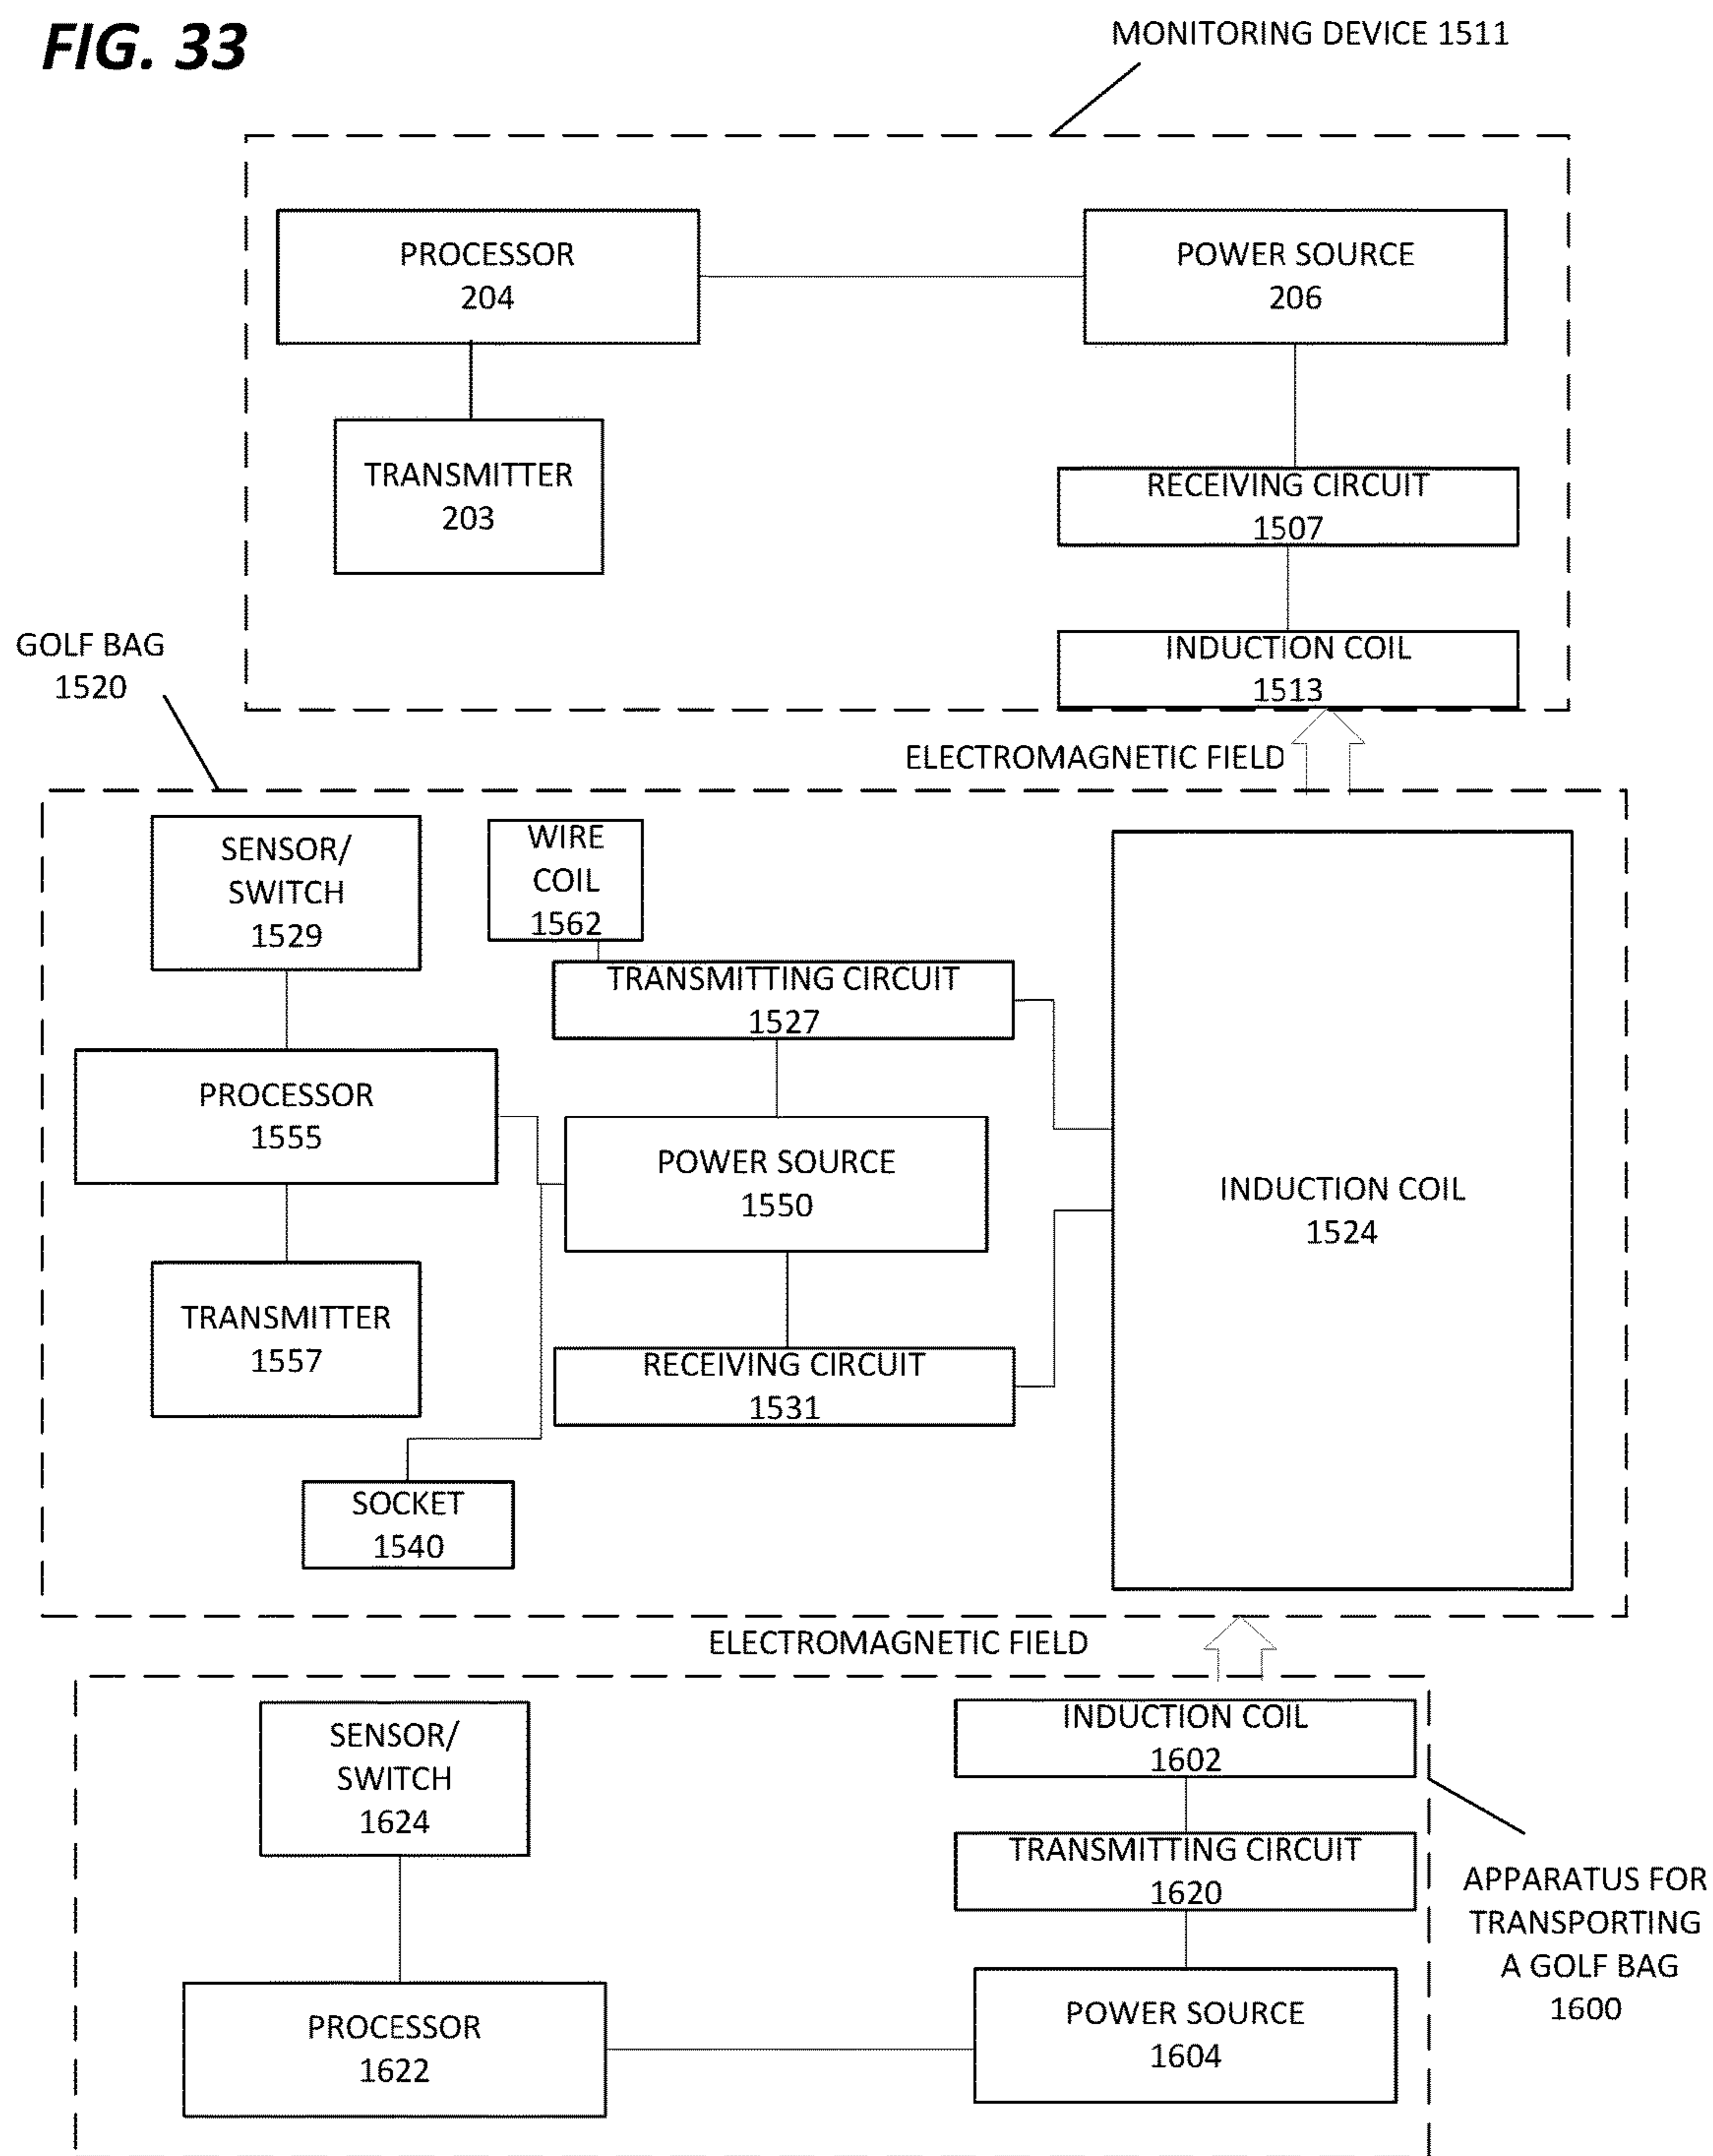 FIG. 33
MONITORING DEVICE 1511
PROCESSOR
204
POWER SOURCE
206
TRANSMITTER
203
RECEIVING CIRCUIT
1507
INDUCTION COIL
1513
GOLF BAG
1520
ELECTROMAGNETIC FIELD
SENSOR/
SWITCH
1529
WIRE
COIL
1562
TRANSMITTING CIRCUIT
1527
PROCESSOR
1555
POWER SOURCE
1550
INDUCTION COIL
1524
TRANSMITTER
1557
RECEIVING CIRCUIT
1531
SOCKET
1540
ELECTROMAGNETIC FIELD
SENSOR/
SWITCH
1624
INDUCTION COIL
1602
TRANSMITTING CIRCUIT
1620
APPARATUS FOR
TRANSPORTING
A GOLF BAG
1600
PROCESSOR
1622
POWER SOURCE
1604